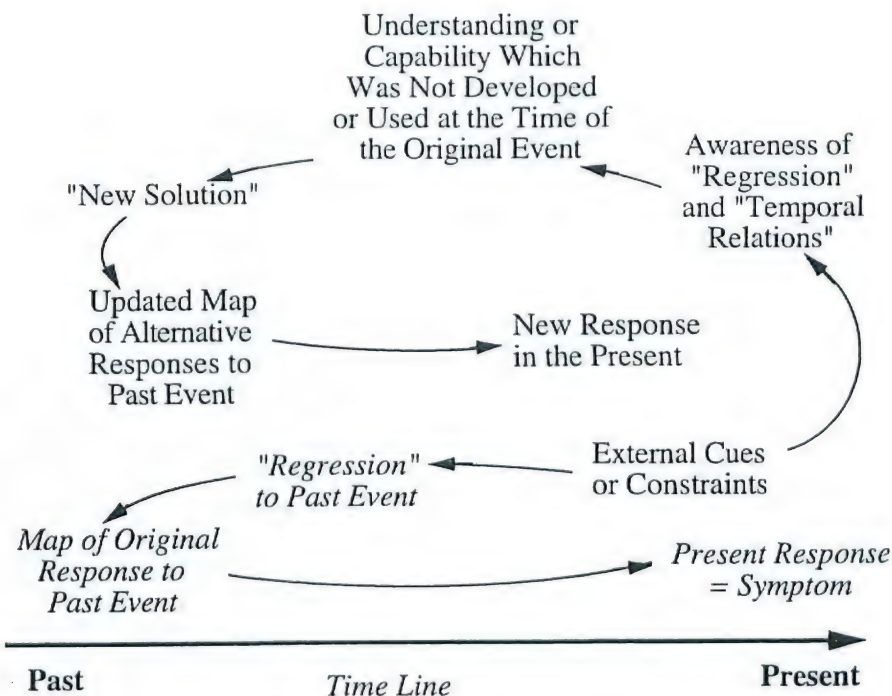 Understanding or
Capability Which
Was Not Developed
or Used at the Time of
the Original Event
Awareness of
"Regression"
and "Temporal
Relations"
"New Solution"
Updated Map
of Alternative
Responses to
Past Event
New Response
in the Present
"Regression"
to Past Event
External Cues
or Constraints
Map of Original
Response to
Past Event
Present Response
= Symptom
Past
Time Line
Present